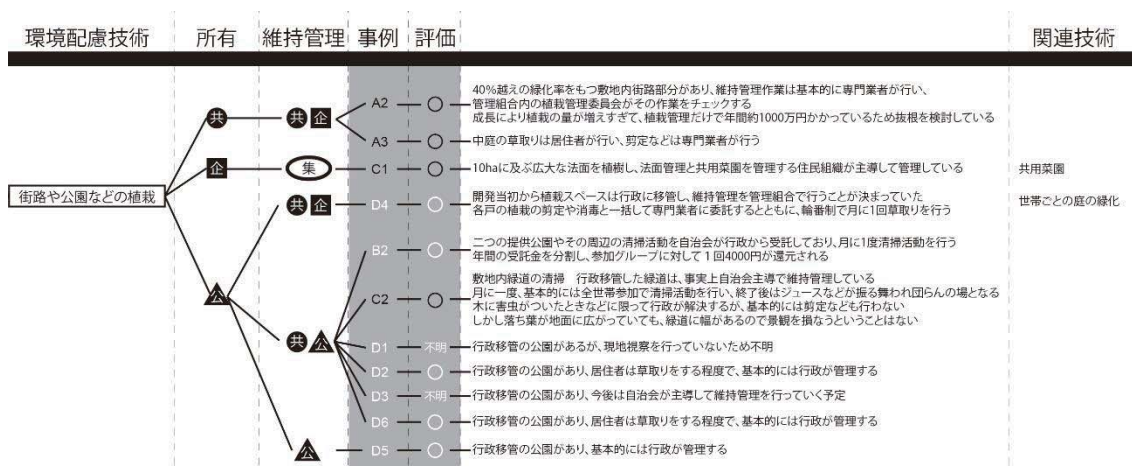 環境配慮技術 所有 維持管理 事例 評価 関連技術
40%越えの緑化率をもつ敷地内街路部分があり、維持管理作業は基本的に専門業者が行い、
共 共 企 A2 ○ 管理組合内の植栽管理委員会がその作業をチェックする
成長により植栽の量が増えすぎて、植栽管理だけで年間約1000万円かかっているため抜根を検討している
A3 ○ 中庭の草取りは居住者が行い、剪定などは専門業者が行う
企 集 C1 ○ 10haに及ぶ広大な法面を植樹し、法面管理と共用菜園を管理する住民組織が主導して管理している 共用菜園
街路や公園などの植栽
共 企 D4 ○ 開発当初から植栽スペースは行政に移管し、維持管理を管理組合で行うことが決まっていた 世帯ごとの庭の緑化
各戸の植栽の剪定や消毒と一括して専門業者に委託するとともに、輪番制で月に1回草取りを行う
B2 ○ 二つの提供公園やその周辺の清掃活動を自治会が行政から受託しており、月に1度清掃活動を行う
年間の受託金を分割し、参加グループに対して1回4000円が還元される
敷地内緑道の清掃 行政移管した緑道は、事実上自治会主導で維持管理している
公 C2 ○ 月に一度、基本的には全世帯参加で清掃活動を行い、終了後はジュースなどが振る舞われ団らんの場となる
木に害虫がついたときなどに限って行政が解決するが、基本的には剪定なども行わない
しかし落ち葉が地面に広がっていても、緑道に幅があるので景観を損なうということはない
共 公 D1 不明 行政移管の公園があるが、現地視察を行っていないため不明
D2 ○ 行政移管の公園があり、居住者は草取りをする程度で、基本的には行政が管理する
D3 不明 行政移管の公園があり、今後は自治会が主導して維持管理を行っていく予定
D6 ○ 行政移管の公園があり、居住者は草取りをする程度で、基本的には行政が管理する
公 D5 ○ 行政移管の公園があり、基本的には行政が管理する